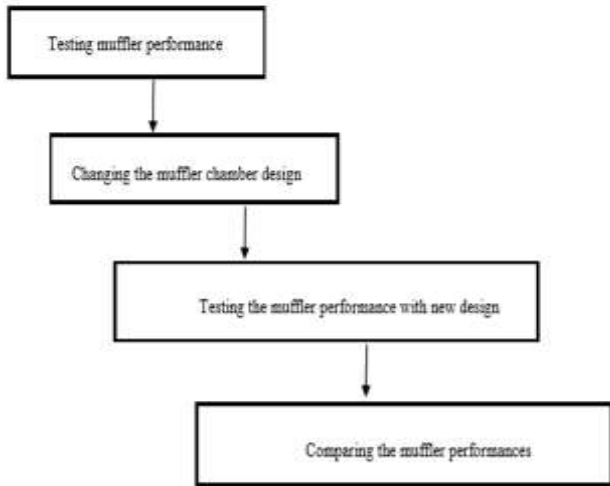 Testing muffler performance
Changing the muffler chamber design
Testing the muffler performance with new design
Comparing the muffler performances